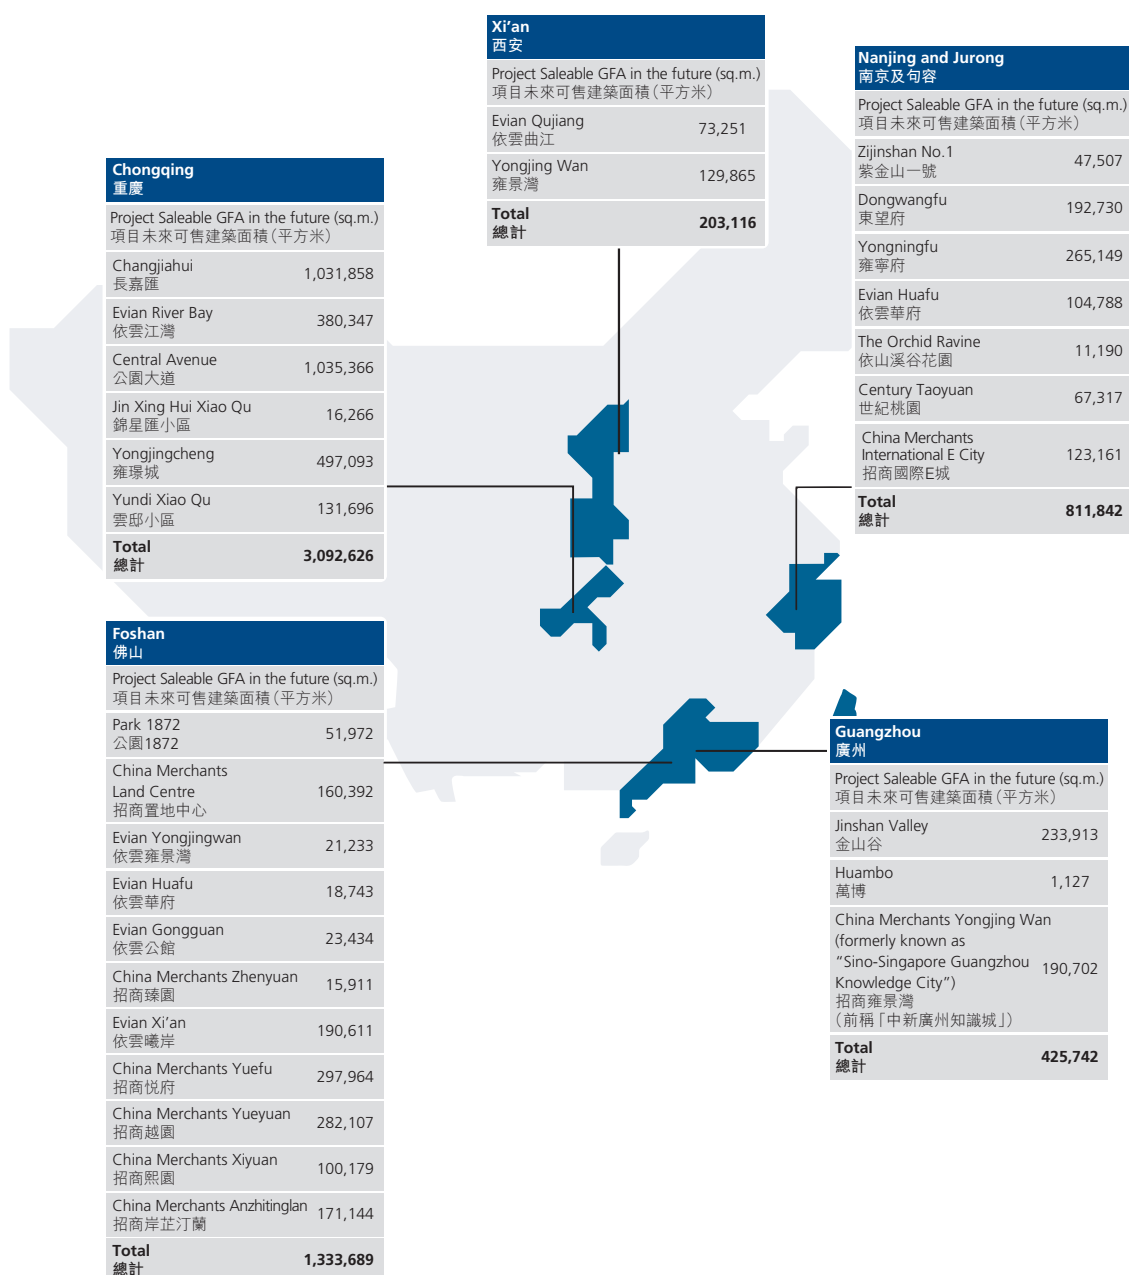 Xi’an
西安
Project Saleable GFA in the future (sq.m.)
項目未來可售建築面積（平方米）
Evian Qujiang
依雲曲江
73,251
Yongjing Wan
雍景灣
129,865
Total
總計
203,116
Nanjing and Jurong
南京及句容
Project Saleable GFA in the future (sq.m.)
項目未來可售建築面積（平方米）
Zijinshan No.1
紫金山一號
47,507
Dongwangfu
東望府
192,730
Yongningfu
雍寧府
265,149
Evian Huafu
依雲華府
104,788
The Orchid Ravine
依山溪谷花園
11,190
Century Taoyuan
世紀桃園
67,317
China Merchants
International E City
招商國際E城
123,161
Total
總計
811,842
Chongqing
重慶
Project Saleable GFA in the future (sq.m.)
項目未來可售建築面積（平方米）
Changjiahui
長嘉匯
1,031,858
Evian River Bay
依雲江灣
380,347
Central Avenue
公園大道
1,035,366
Jin Xing Hui Xiao Qu
錦星匯小區
16,266
Yongjingcheng
雍璟城
497,093
Yundi Xiao Qu
雲邸小區
131,696
Total
總計
3,092,626
Foshan
佛山
Project Saleable GFA in the future (sq.m.)
項目未來可售建築面積（平方米）
Park 1872
公園1872
51,972
China Merchants
Land Centre
招商置地中心
160,392
Evian Yongjingwan
依雲雍景灣
21,233
Evian Huafu
依雲華府
18,743
Evian Gongguan
依雲公館
23,434
China Merchants Zhenyuan
招商臻園
15,911
Evian Xi’an
依雲曦岸
190,611
China Merchants Yuefu
招商悦府
297,964
China Merchants Yueyuan
招商越園
282,107
China Merchants Xiyuan
招商熙園
100,179
China Merchants Anzhitinglan
招商岸芷汀蘭
171,144
Total
總計
1,333,689
Guangzhou
廣州
Project Saleable GFA in the future (sq.m.)
項目未來可售建築面積（平方米）
Jinshan Valley
金山谷
233,913
Huambo
萬博
1,127
China Merchants Yongjing Wan
(formerly known as
“Sino-Singapore Guangzhou
Knowledge City”)
招商雍景灣
（前稱「中新廣州知識城」）
190,702
Total
總計
425,742